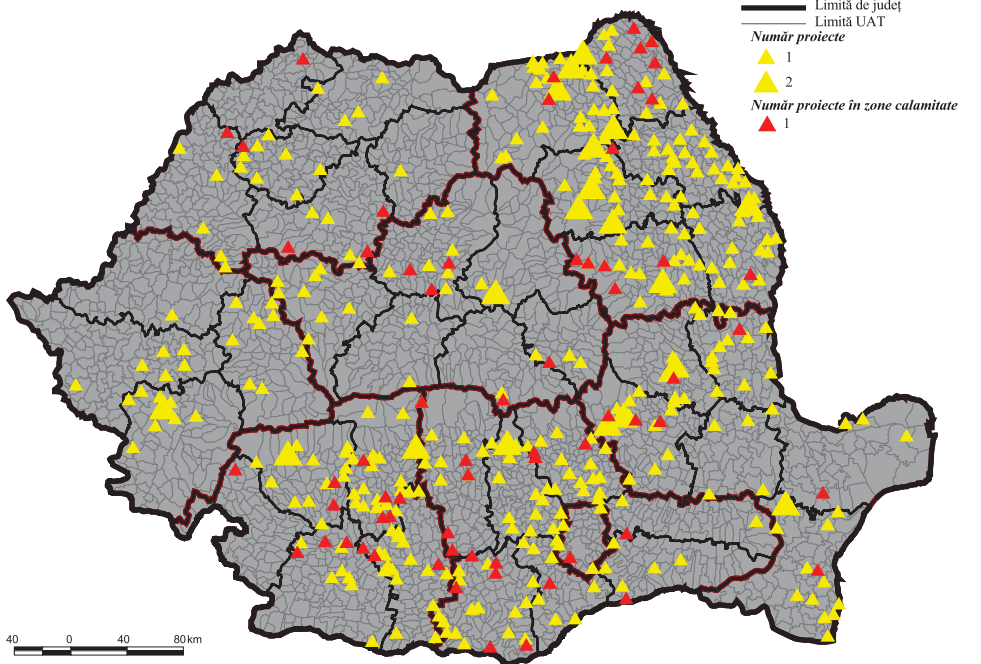 Limită de județ
Limită UAT
Număr proiecte
1
2
Număr proiecte în zone calamitate
1
40 0 40 80 km